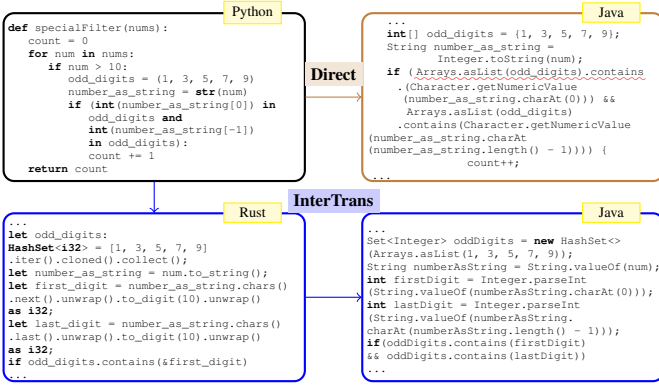 Python
def specialFilter(nums):
count = 0
for num in nums:
if num > 10:
odd_digits = (1, 3, 5, 7, 9)
number_as_string = str(num)
if (int(number_as_string[0]) in
odd_digits and
int(number_as_string[-1])
in odd_digits):
count += 1
return count
Direct
Java
...
int[] odd_digits = {1, 3, 5, 7, 9};
String number_as_string =
Integer.toString(num);
if (Arrays.asList(odd_digits).contains
.(Character.getNumericValue
(number_as_string.charAt(0))) &&
Arrays.asList(odd_digits)
.contains(Character.getNumericValue
(number_as_string.charAt
(number_as_string.length() - 1)))) {
count++;
...
InterTrans
Rust
...
let odd_digits:
HashSet<i32> = [1, 3, 5, 7, 9]
.iter().cloned().collect();
let number_as_string = num.to_string();
let first_digit = number_as_string.chars()
.next().unwrap().to_digit(10).unwrap()
as i32;
let last_digit = number_as_string.chars()
.last().unwrap().to_digit(10).unwrap()
as i32;
if odd_digits.contains(&first_digit)
...
Java
...
Set<Integer> oddDigits = new HashSet<>
(Arrays.asList(1, 3, 5, 7, 9));
String numberAsString = String.valueOf(num);
int firstDigit = Integer.parseInt
(String.valueOf(numberAsString.charAt(0)));
int lastDigit = Integer.parseInt
(String.valueOf(numberAsString.
charAt(numberAsString.length() - 1)));
if(oddDigits.contains(firstDigit)
&& oddDigits.contains(lastDigit))
...